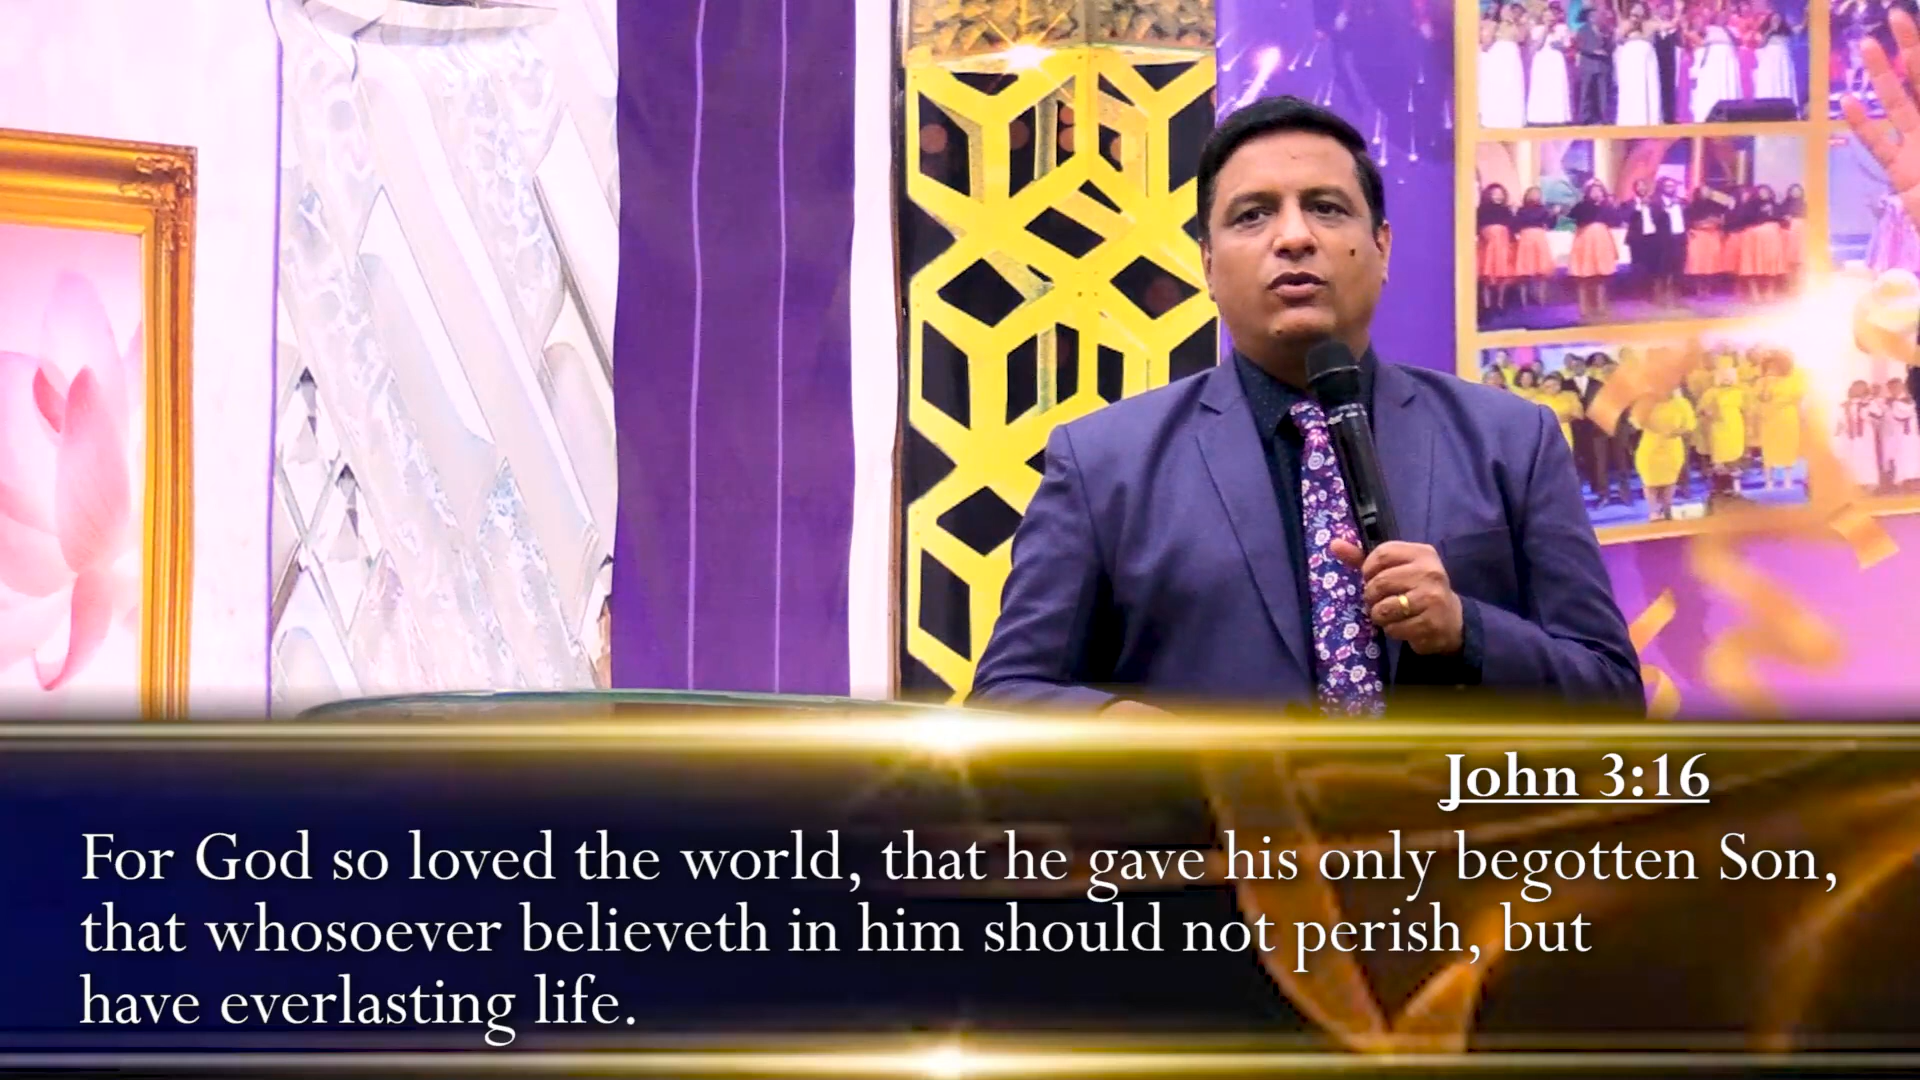 John 3:16
For God so loved the world, that he gave his only begotten Son,
that whosoever believeth in him should not perish, but
have everlasting life.